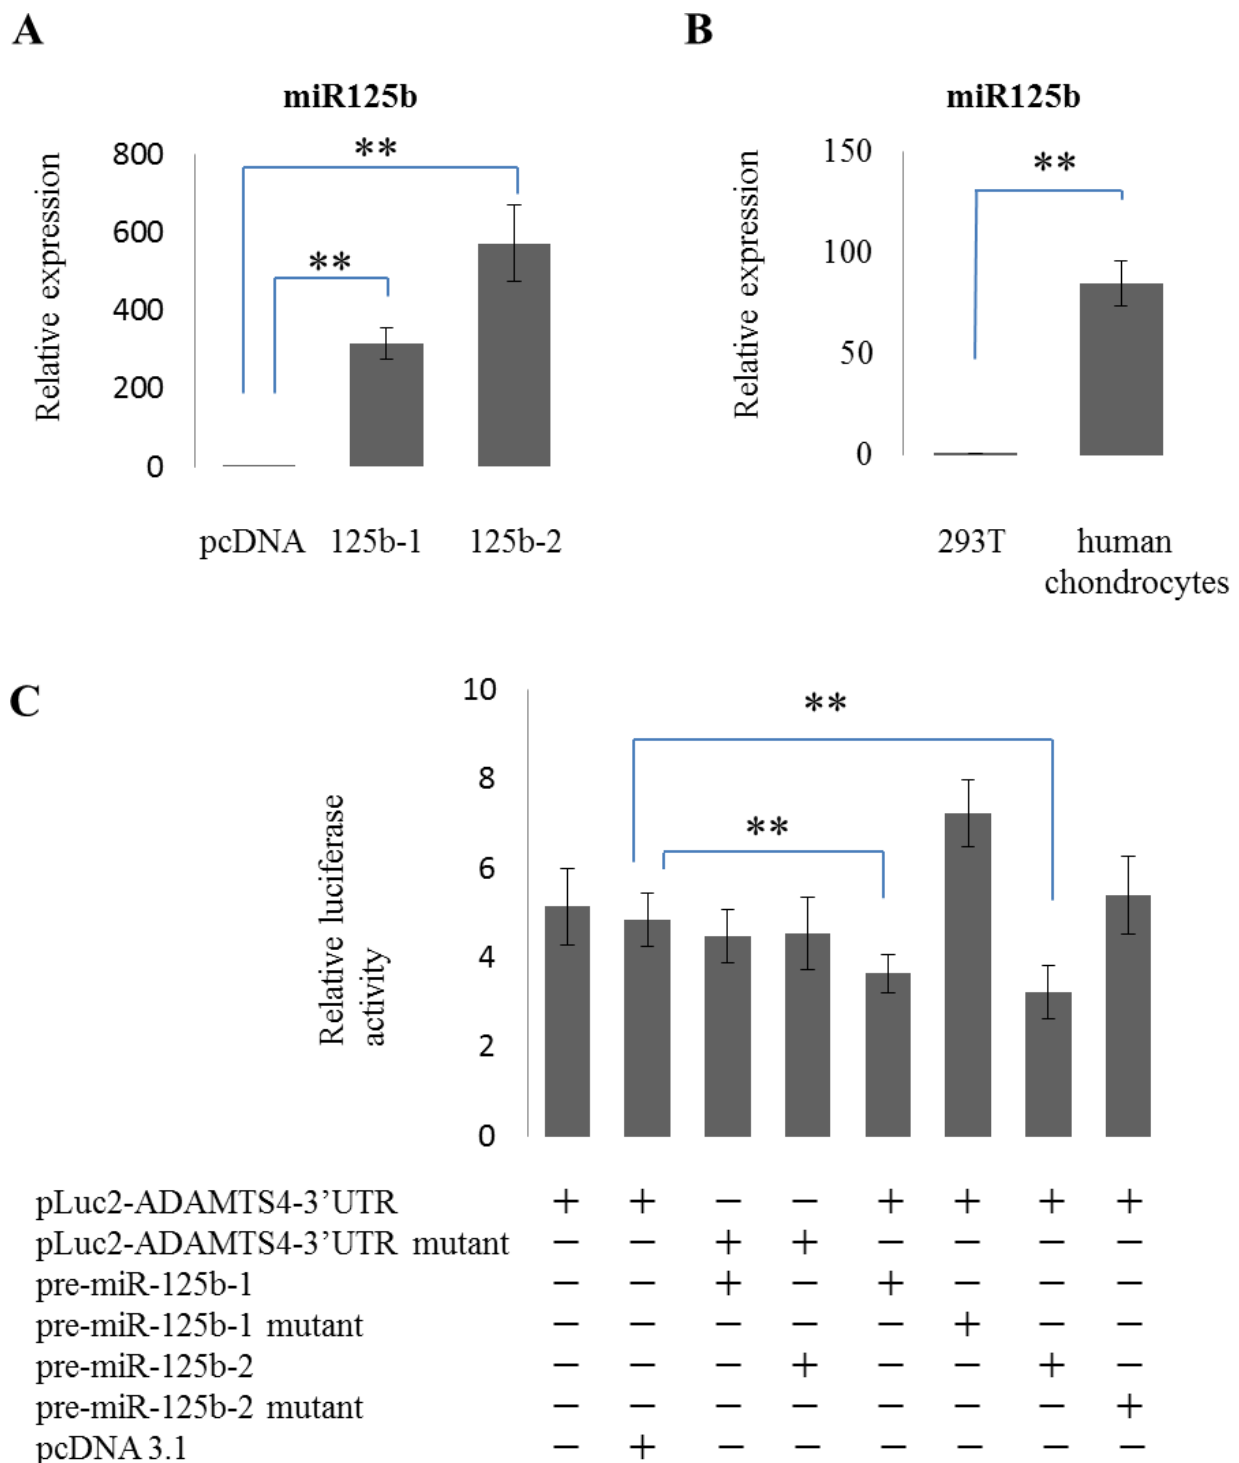 A
B
miR125b
miR125b
Relative expression
800
600
400
200
0
**
**
pcDNA 125b-1 125b-2
Relative expression
150
100
50
0
**
293T human
chondrocytes
C
Relative luciferase
activity
10
8
6
4
2
0
**
**
pLuc2-ADAMTS4-3’UTR + + − − + + + +
pLuc2-ADAMTS4-3’UTR mutant − − + + − − − −
pre-miR-125b-1 − − + − + − − −
pre-miR-125b-1 mutant − − − − − + − −
pre-miR-125b-2 − − − + − − + −
pre-miR-125b-2 mutant − − − − − − − +
pcDNA 3.1 − + − − − − − −